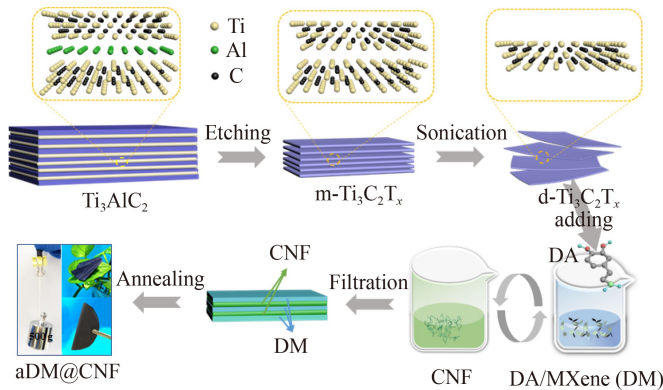 Ti
Al
C
Etching
Sonication
Ti₃AlC₂
m-Ti₃C₂Tₓ
d-Ti₃C₂Tₓ
adding
DA
CNF
Annealing
Filtration
DM
500 g
aDM@CNF
CNF
DA/MXene (DM)